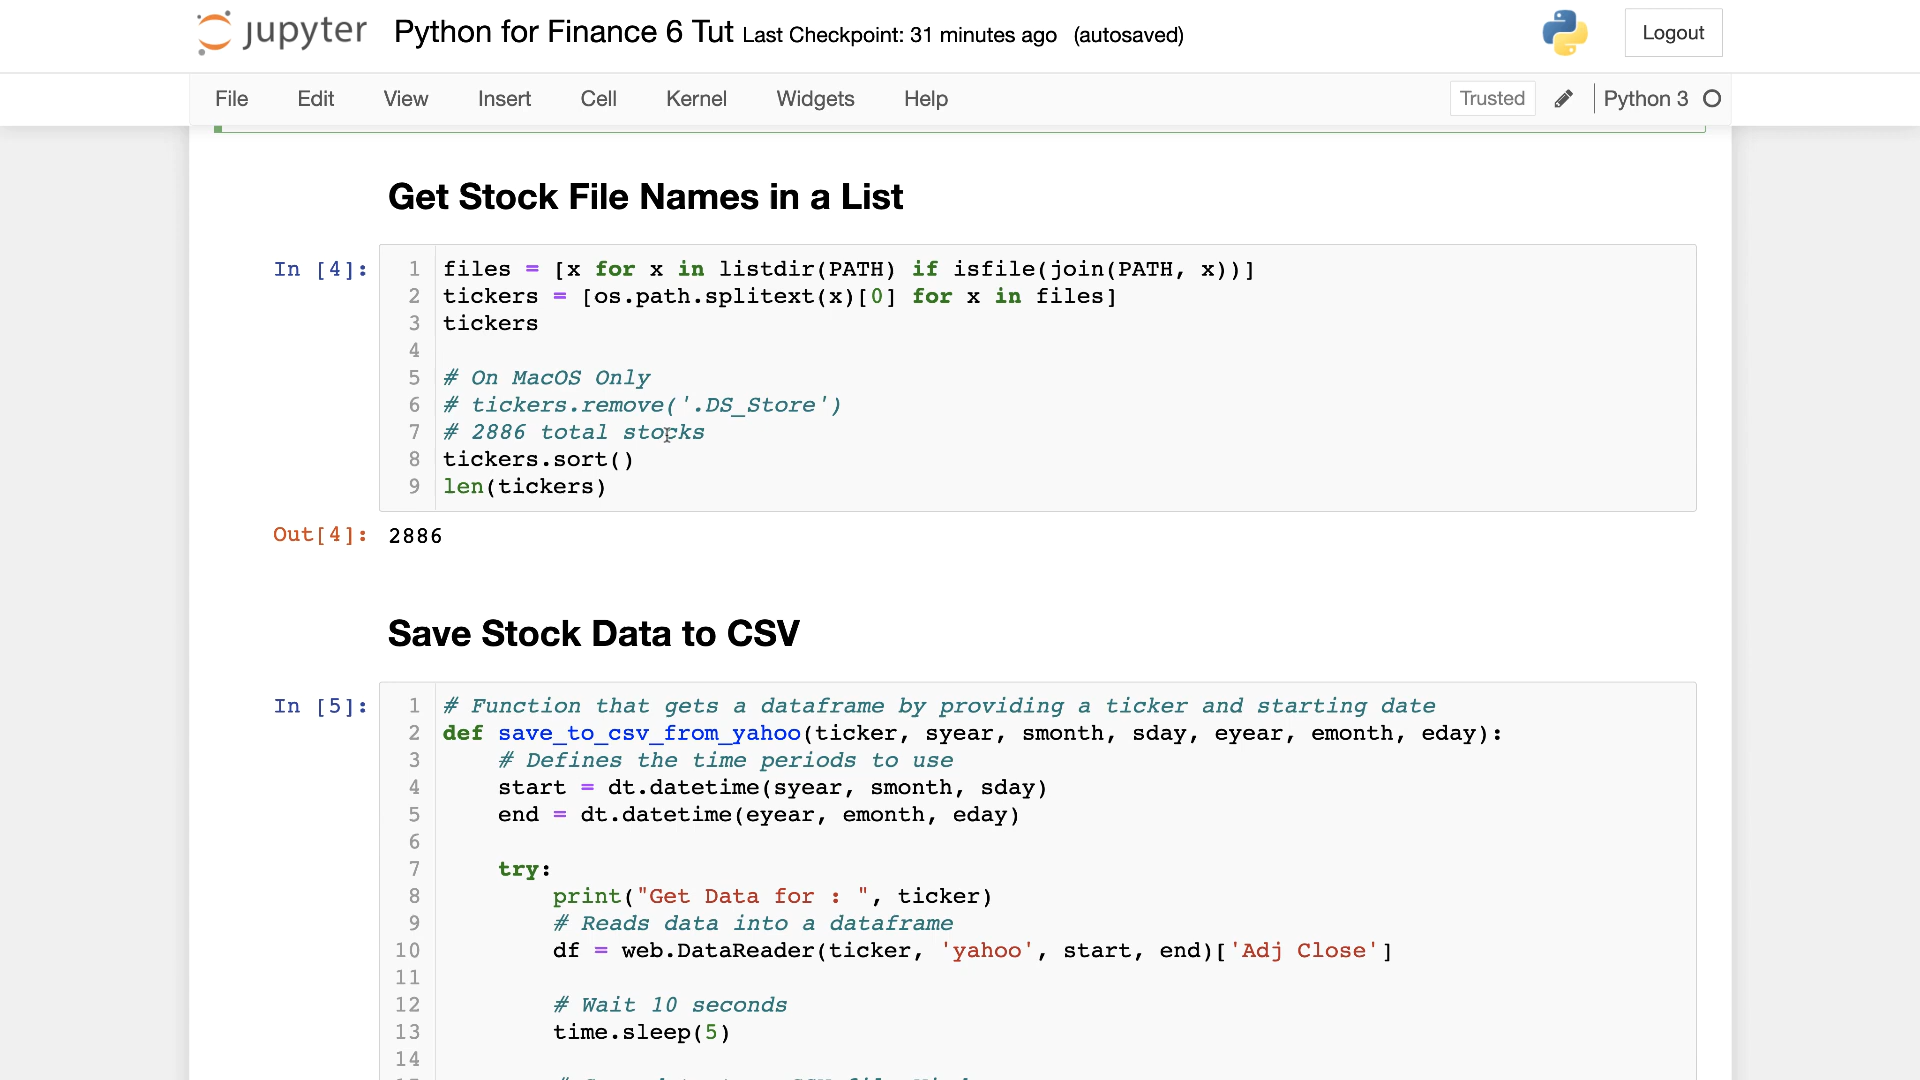 jupyter Python for Finance 6 Tut Last Checkpoint: 31 minutes ago (autosaved) Logout
File Edit View Insert Cell Kernel Widgets Help Trusted Python 3
Get Stock File Names in a List
In [4]:
1 files = [x for x in listdir(PATH) if isfile(join(PATH, x))]
2 tickers = [os.path.splitext(x)[0] for x in files]
3 tickers
4
5 # On MacOS Only
6 # tickers.remove('.DS_Store')
7 # 2886 total stocks
8 tickers.sort()
9 len(tickers)
Out[4]: 2886
Save Stock Data to CSV
In [5]:
1 # Function that gets a dataframe by providing a ticker and starting date
2 def save_to_csv_from_yahoo(ticker, syear, smonth, sday, eyear, emonth, eday):
3     # Defines the time periods to use
4     start = dt.datetime(syear, smonth, sday)
5     end = dt.datetime(eyear, emonth, eday)
6
7     try:
8         print("Get Data for : ", ticker)
9         # Reads data into a dataframe
10         df = web.DataReader(ticker, 'yahoo', start, end)['Adj Close']
11
12         # Wait 10 seconds
13         time.sleep(5)
14